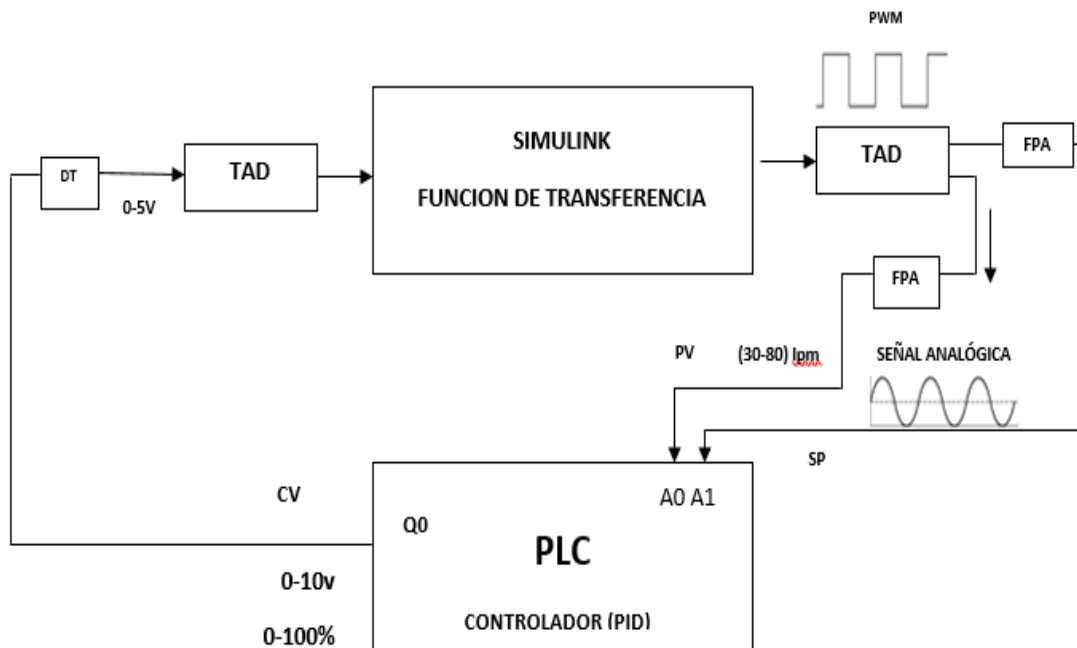 PWM
SIMULINK
FUNCION DE TRANSFERENCIA
TAD
FPA
DT
TAD
0-5V
FPA
PV (30-80) lpm
SEÑAL ANALÓGICA
SP
CV
A0 A1
Q0
PLC
0-10v
CONTROLADOR (PID)
0-100%